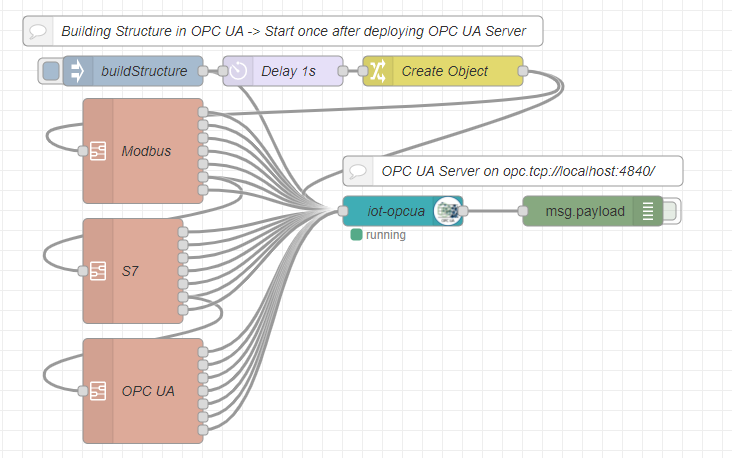 Building Structure in OPC UA -> Start once after deploying OPC UA Server
buildStructure
Delay 1s
Create Object
Modbus
OPC UA Server on opc.tcp://localhost:4840/
iot-opcua
msg.payload
running
S7
OPC UA